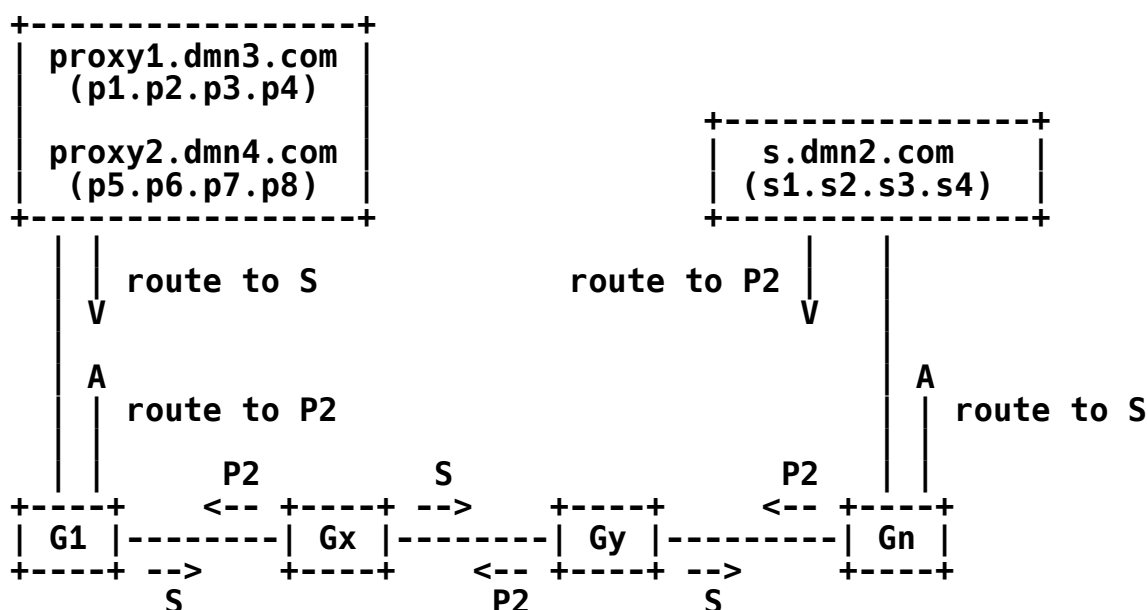 proxy1.dmn3.com
(p1.p2.p3.p4)
proxy2.dmn4.com
(p5.p6.p7.p8)
s.dmn2.com
(s1.s2.s3.s4)
route to S
route to P2
V
V
A
A
route to P2
route to S
P2 S P2
<-- --> <--
G1 Gx Gy Gn
--> <-- -->
S P2 S